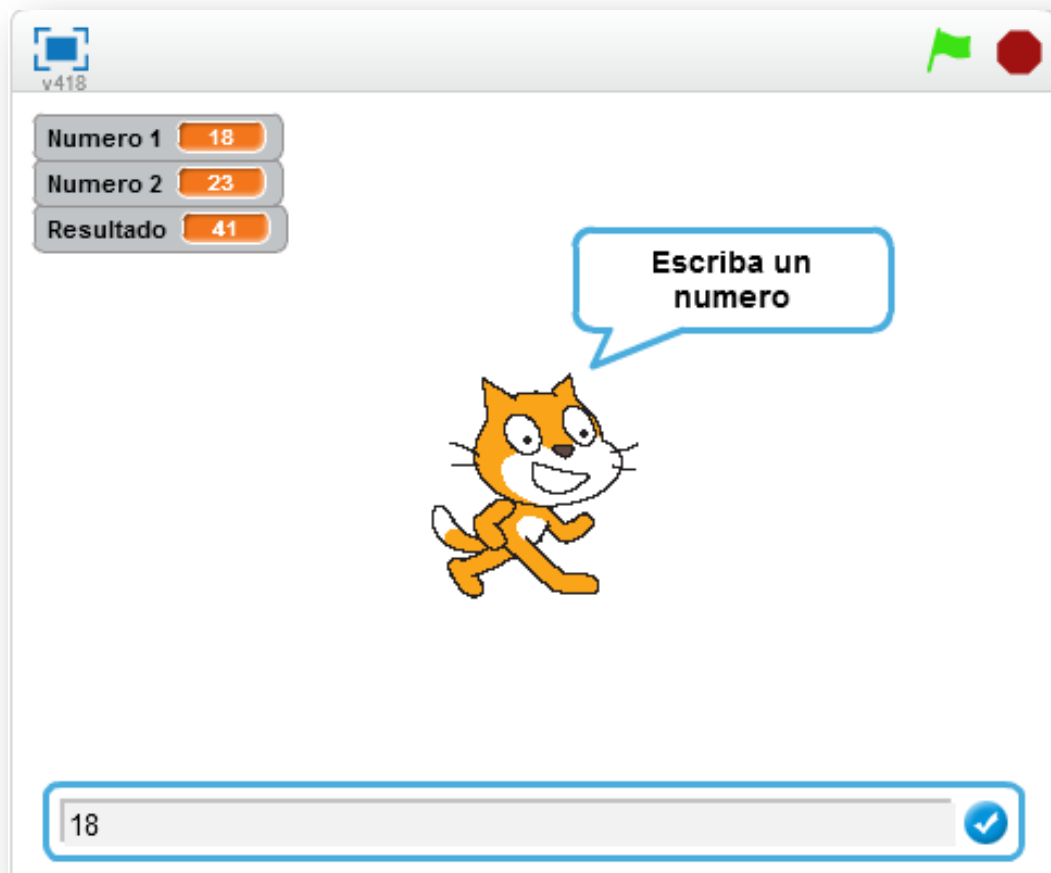 v418
Numero 1 18
Numero 2 23
Resultado 41
Escriba un
numero
18